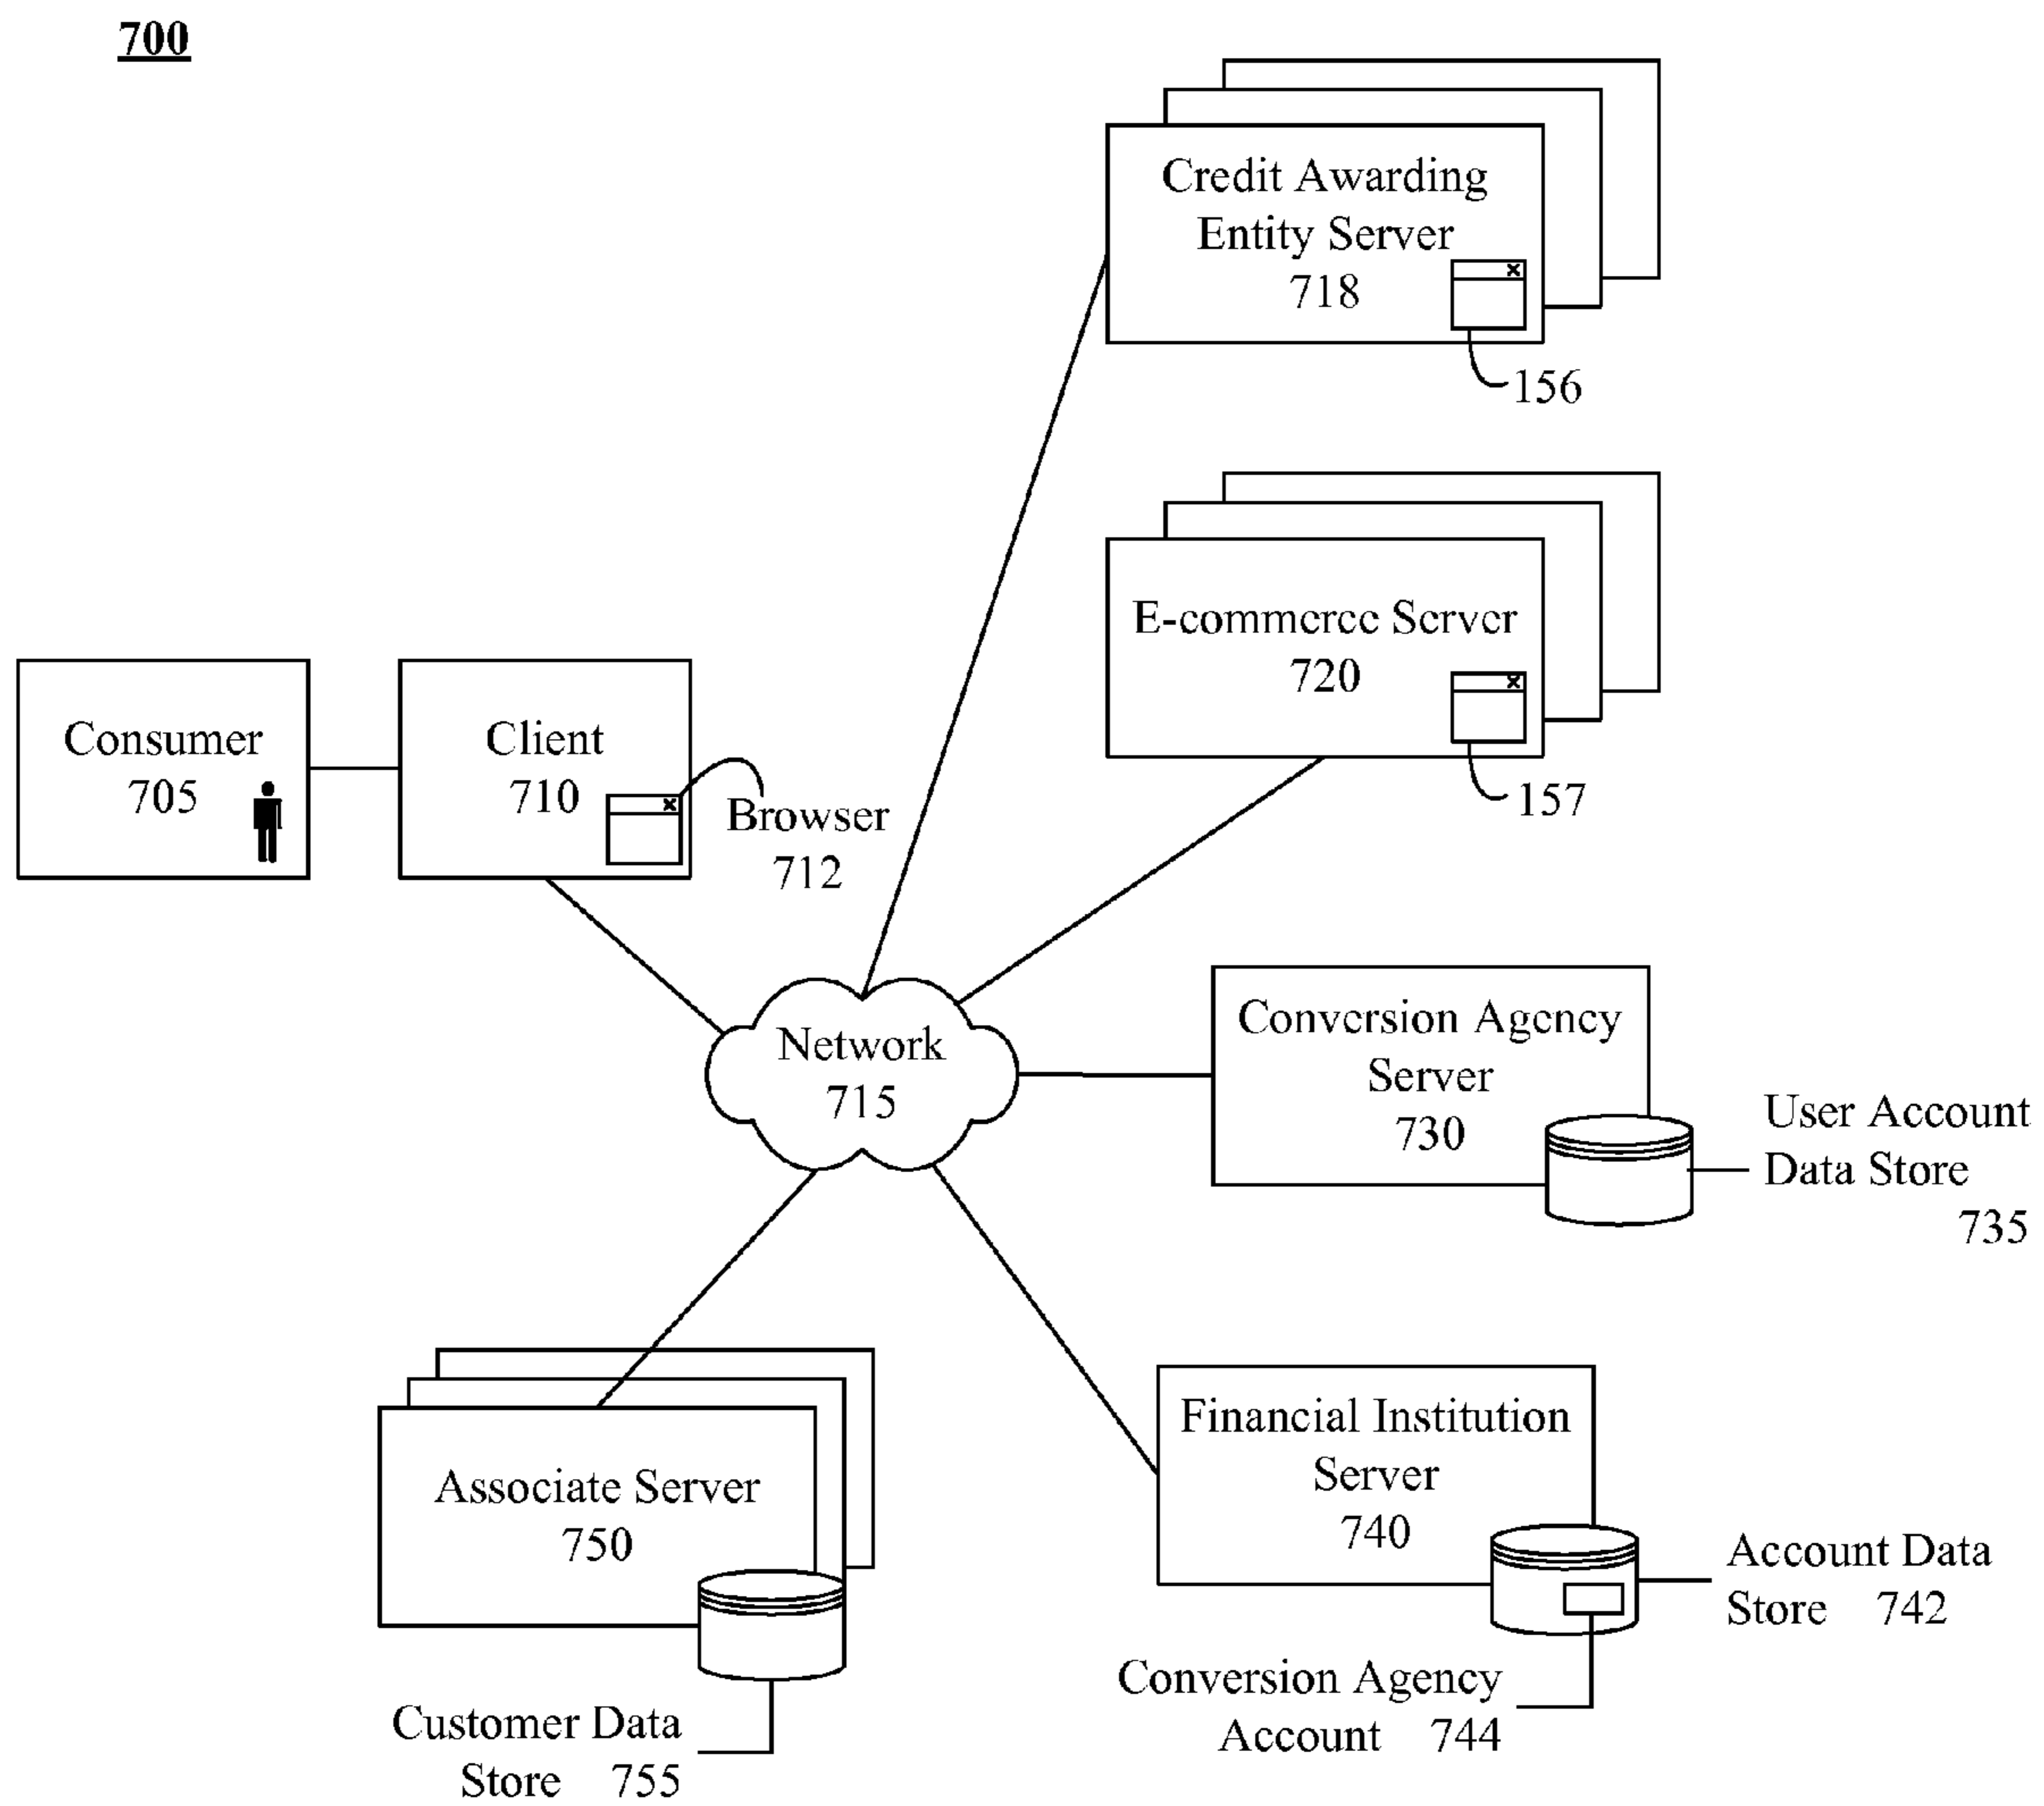 700
Credit Awarding
Entity Server
718
156
E-commerce Server
720
157
Consumer
705
Client
710
Browser
712
Network
715
Conversion Agency
Server
730
User Account
Data Store
735
Associate Server
750
Customer Data
Store 755
Financial Institution
Server
740
Account Data
Store 742
Conversion Agency
Account 744